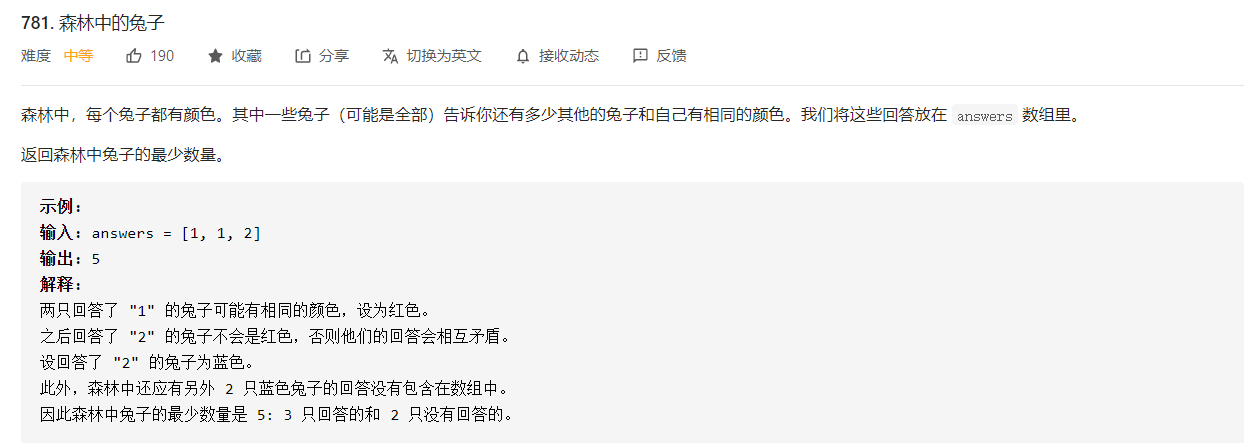 781. 森林中的兔子
难度 中等 190 收藏 分享 切换为英文 接收动态 反馈
森林中，每个兔子都有颜色。其中一些兔子（可能是全部）告诉你还有多少其他的兔子和自己有相同的颜色。我们将这些回答放在 answers 数组里。
返回森林中兔子的最少数量。
示例：
输入：answers = [1, 1, 2]
输出：5
解释：
两只回答了 "1" 的兔子可能有相同的颜色，设为红色。
之后回答了 "2" 的兔子不会是红色，否则他们的回答会相互矛盾。
设回答了 "2" 的兔子为蓝色。
此外，森林中还应有另外 2 只蓝色兔子的回答没有包含在数组中。
因此森林中兔子的最少数量是 5：3 只回答的和 2 只没有回答的。